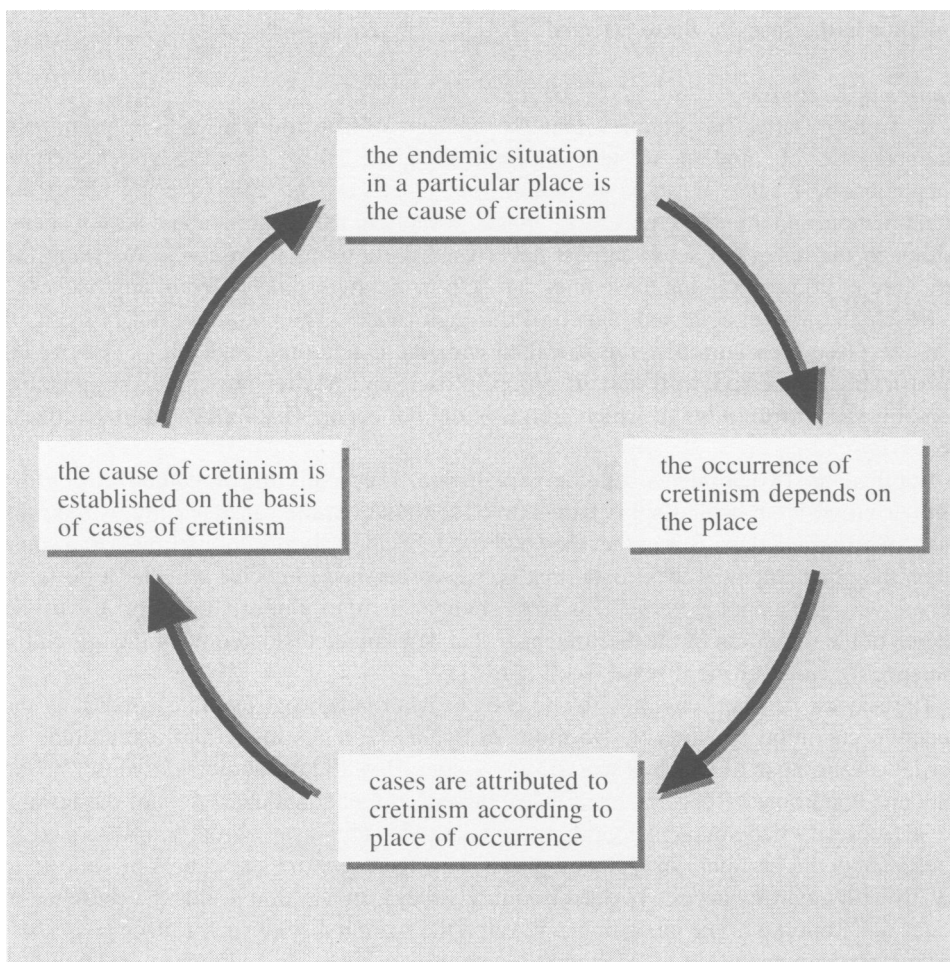 the endemic situation
in a particular place is
the cause of cretinism
the occurrence of
cretinism depends on
the place
cases are attributed to
cretinism according to
place of occurrence
the cause of cretinism is
established on the basis
of cases of cretinism